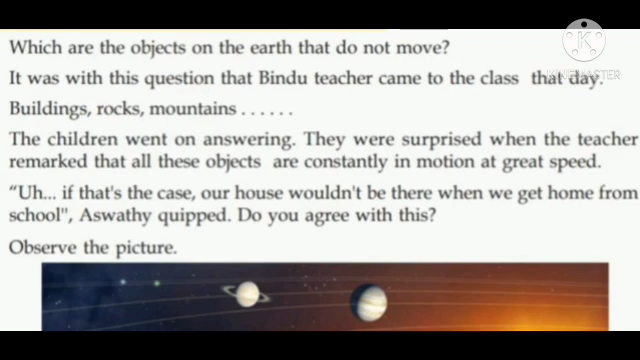 Which are the objects on the earth that do not move?
It was with this question that Bindu teacher came to the class that day.
Buildings, rocks, mountains . . . . . .
The children went on answering. They were surprised when the teacher
remarked that all these objects are constantly in motion at great speed.
“Uh... if that's the case, our house wouldn't be there when we get home from
school", Aswathy quipped. Do you agree with this?
Observe the picture.
KINEMASTER